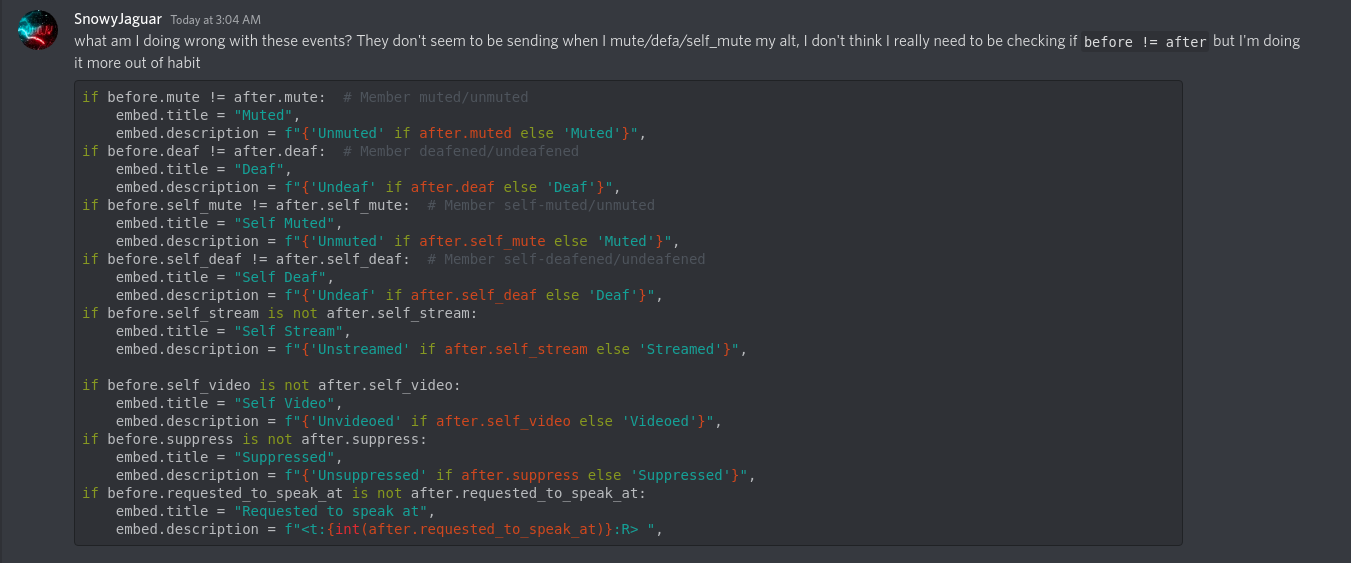 SnowyJaguar Today at 3:04 AM
what am I doing wrong with these events? They don't seem to be sending when I mute/defa/self_mute my alt, I don't think I really need to be checking if before != after but I'm doing
it more out of habit
if before.mute != after.mute:  # Member muted/unmuted
    embed.title = "Muted",
    embed.description = f"{'Unmuted' if after.muted else 'Muted'}",
if before.deaf != after.deaf:  # Member deafened/undeafened
    embed.title = "Deaf",
    embed.description = f"{'Undeaf' if after.deaf else 'Deaf'}",
if before.self_mute != after.self_mute:  # Member self-muted/unmuted
    embed.title = "Self Muted",
    embed.description = f"{'Unmuted' if after.self_mute else 'Muted'}",
if before.self_deaf != after.self_deaf:  # Member self-deafened/undeafened
    embed.title = "Self Deaf",
    embed.description = f"{'Undeaf' if after.self_deaf else 'Deaf'}",
if before.self_stream is not after.self_stream:
    embed.title = "Self Stream",
    embed.description = f"{'Unstreamed' if after.self_stream else 'Streamed'}",
if before.self_video is not after.self_video:
    embed.title = "Self Video",
    embed.description = f"{'Unvideoed' if after.self_video else 'Videoed'}",
if before.suppress is not after.suppress:
    embed.title = "Suppressed",
    embed.description = f"{'Unsuppressed' if after.suppress else 'Suppressed'}",
if before.requested_to_speak_at is not after.requested_to_speak_at:
    embed.title = "Requested to speak at",
    embed.description = f"<t:{int(after.requested_to_speak_at)}:R> ",